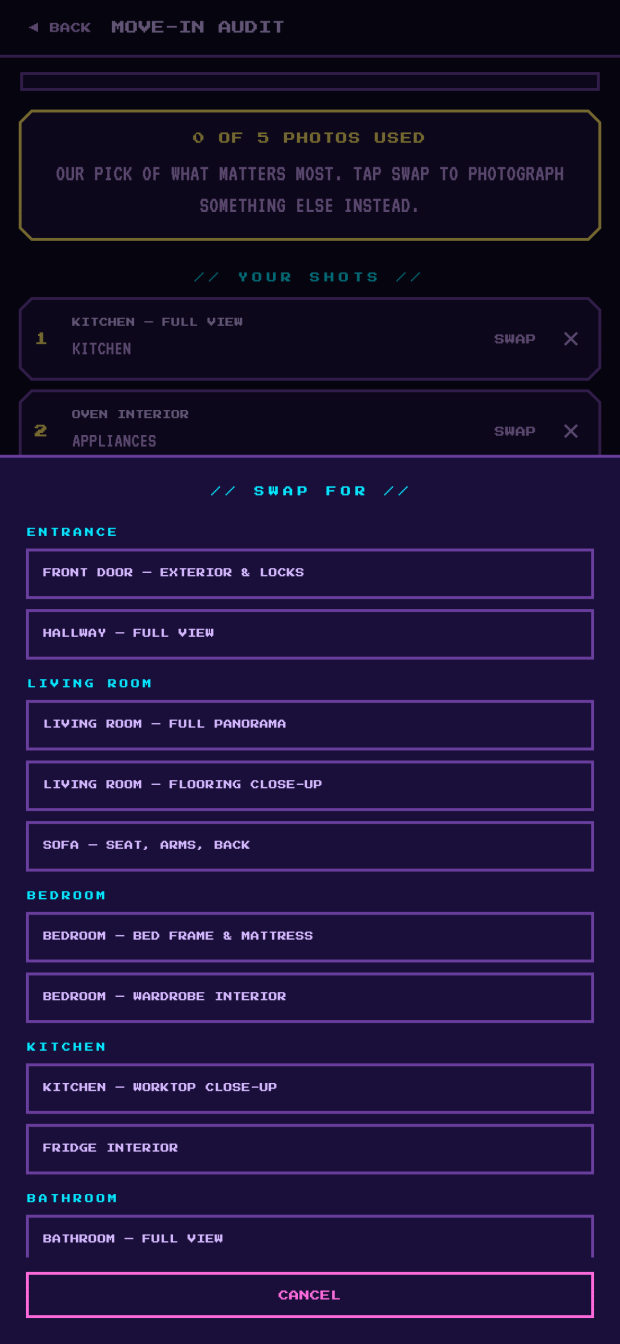 ◄ BACK MOVE-IN AUDIT
0 OF 5 PHOTOS USED
OUR PICK OF WHAT MATTERS MOST. TAP SWAP TO PHOTOGRAPH
SOMETHING ELSE INSTEAD.
// YOUR SHOTS //
1 KITCHEN — FULL VIEW
KITCHEN
SWAP ✕
2 OVEN INTERIOR
APPLIANCES
SWAP ✕
// SWAP FOR //
ENTRANCE
FRONT DOOR — EXTERIOR & LOCKS
HALLWAY — FULL VIEW
LIVING ROOM
LIVING ROOM — FULL PANORAMA
LIVING ROOM — FLOORING CLOSE-UP
SOFA — SEAT, ARMS, BACK
BEDROOM
BEDROOM — BED FRAME & MATTRESS
BEDROOM — WARDROBE INTERIOR
KITCHEN
KITCHEN — WORKTOP CLOSE-UP
FRIDGE INTERIOR
BATHROOM
BATHROOM — FULL VIEW
CANCEL